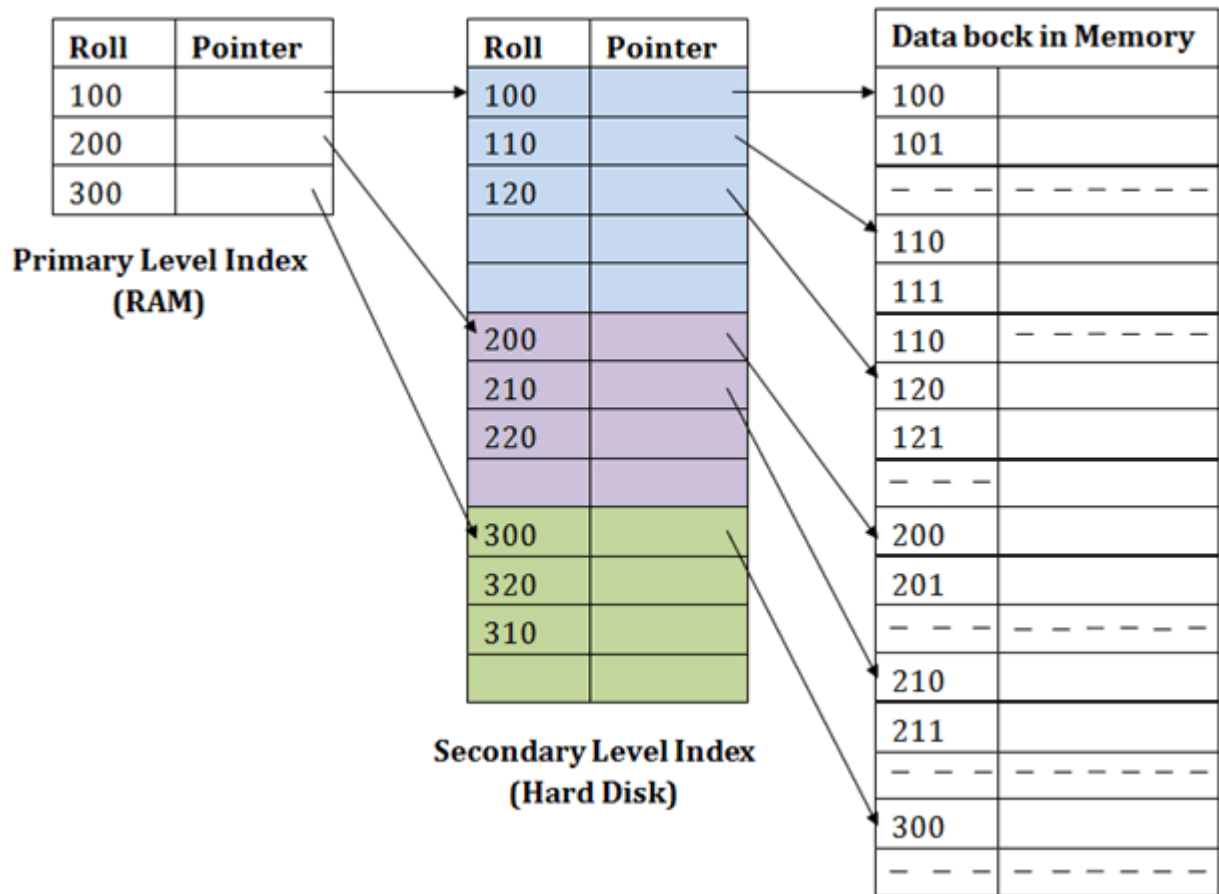 Roll Pointer
100
200
300
Primary Level Index
(RAM)
Roll Pointer
100
110
120
200
210
220
300
320
310
Secondary Level Index
(Hard Disk)
Data bock in Memory
100
101
– – – – – – – – –
110
111
110 – – – – – –
120
121
– – –
200
201
– – – – – – – – –
210
211
– – – – – – – – –
300
– – – – – – – – –